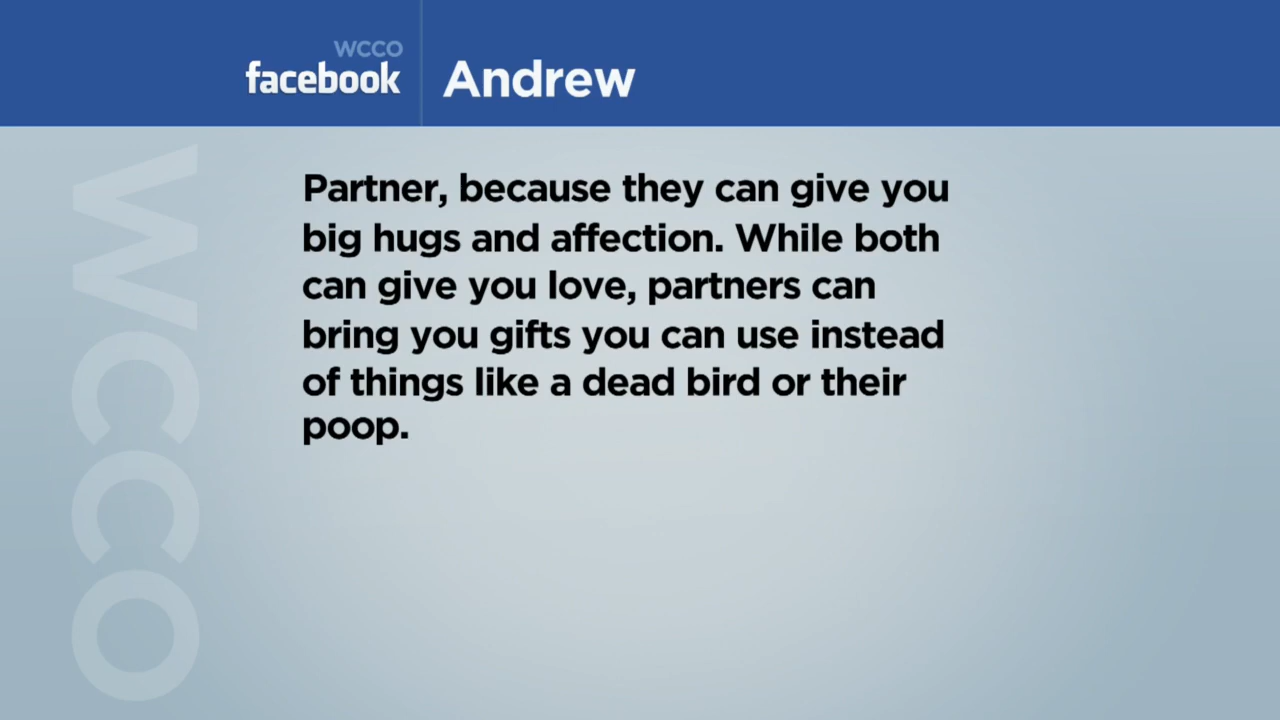 WCCO
facebook
Andrew
WCCO
Partner, because they can give you
big hugs and affection. While both
can give you love, partners can
bring you gifts you can use instead
of things like a dead bird or their
poop.